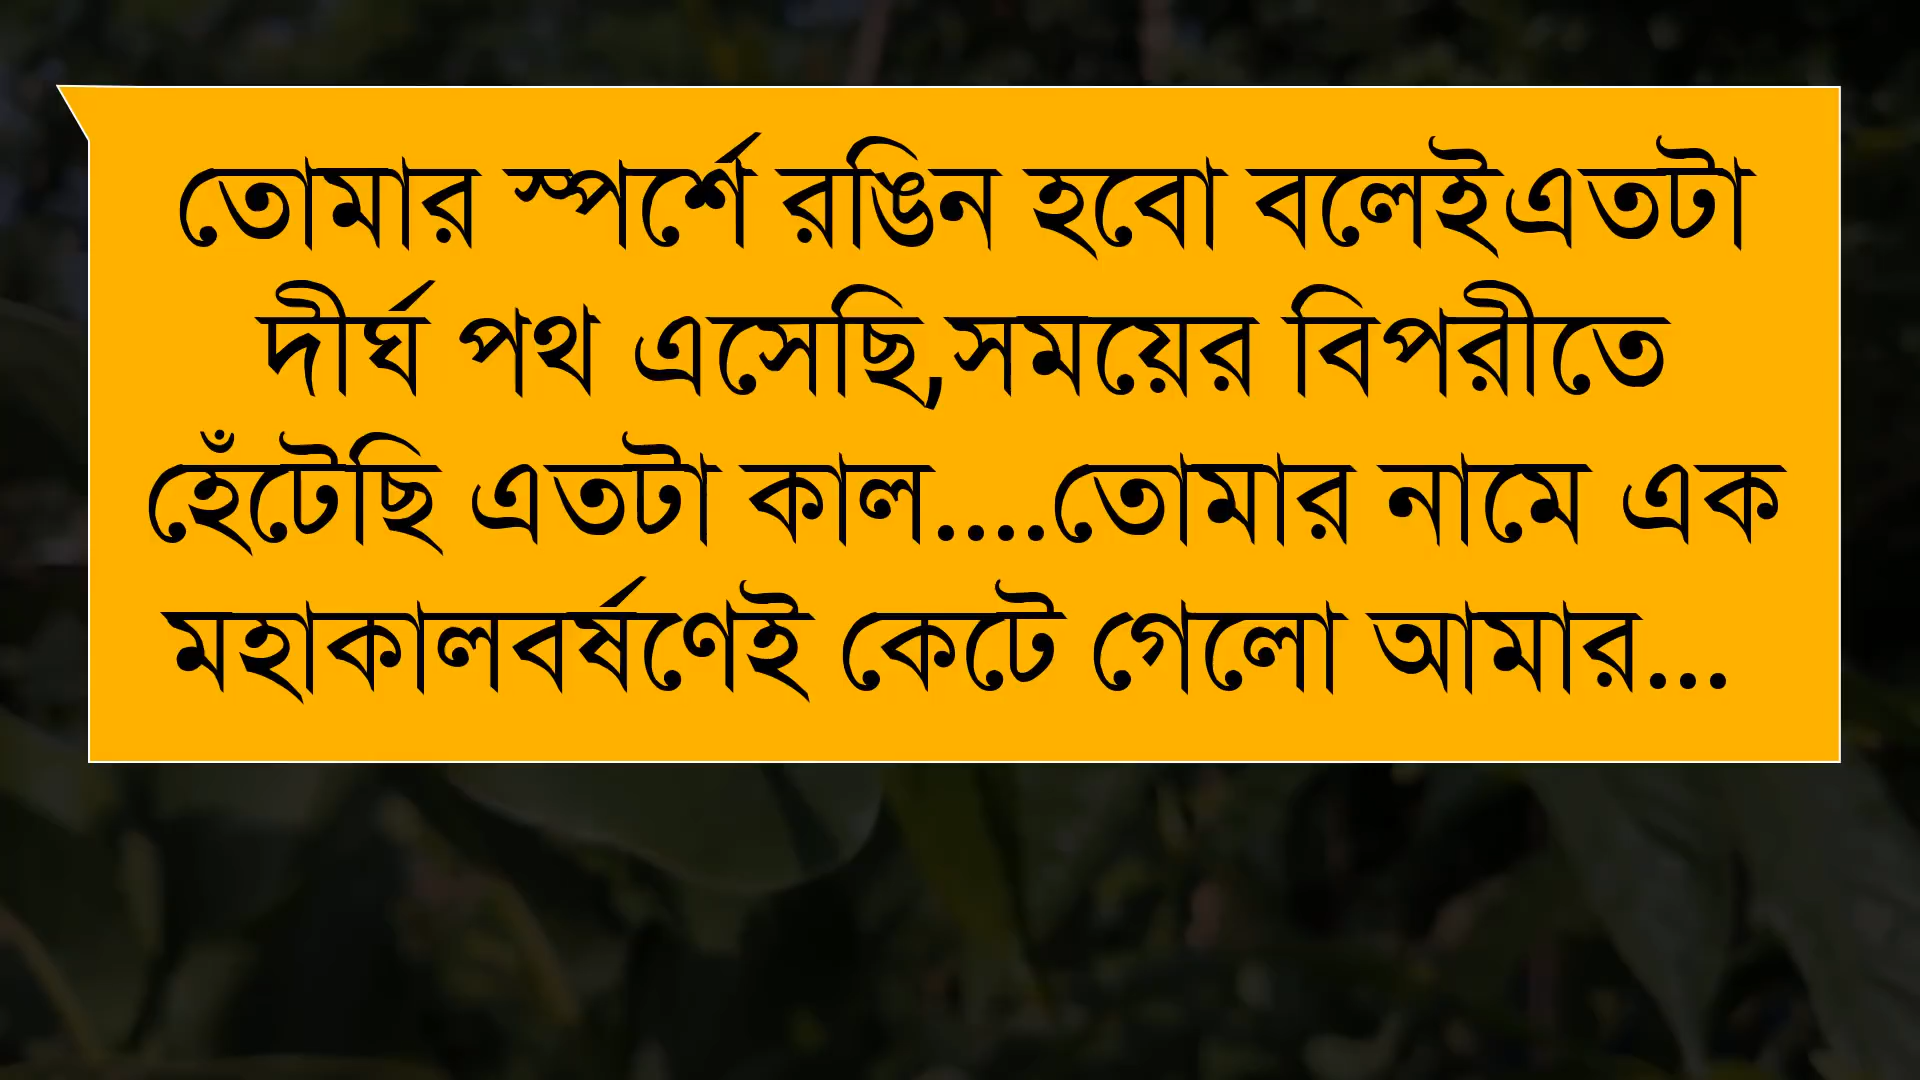 তোমার স্পর্শে রঙিন হবো বলেইএতটা
দীর্ঘ পথ এসেছি,সময়ের বিপরীতে
হেঁটেছি এতটা কাল....তোমার নামে এক
মহাকালবর্ষণেই কেটে গেলো আমার...